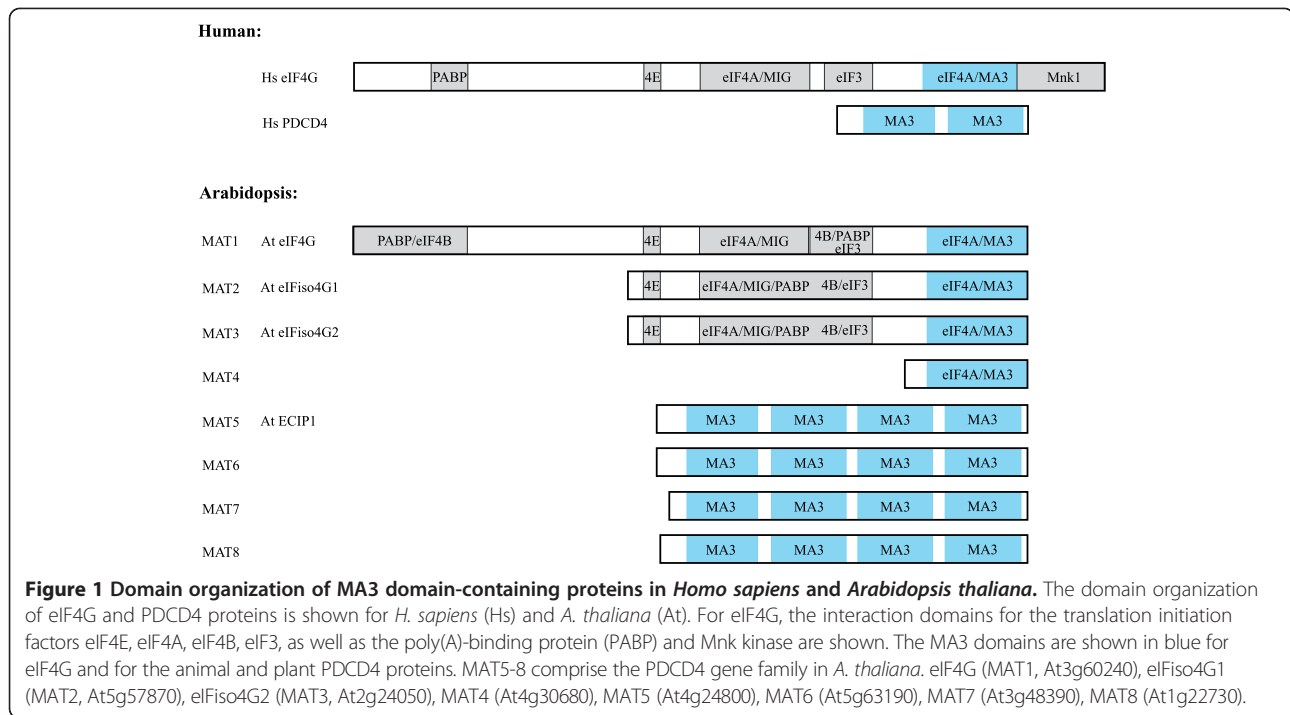 Human:
Hs eIF4G PABP 4E eIF4A/MIG eIF3 eIF4A/MA3 Mnk1
Hs PDCD4 MA3 MA3
Arabidopsis:
MAT1 At eIF4G PABP/eIF4B 4E eIF4A/MIG 4B/PABP eIF3 eIF4A/MA3
MAT2 At eIFiso4G1 4E eIF4A/MIG/PABP 4B/eIF3 eIF4A/MA3
MAT3 At eIFiso4G2 4E eIF4A/MIG/PABP 4B/eIF3 eIF4A/MA3
MAT4 eIF4A/MA3
MAT5 At ECIP1 MA3 MA3 MA3 MA3
MAT6 MA3 MA3 MA3 MA3
MAT7 MA3 MA3 MA3 MA3
MAT8 MA3 MA3 MA3 MA3
Figure 1 Domain organization of MA3 domain-containing proteins in Homo sapiens and Arabidopsis thaliana. The domain organization
of eIF4G and PDCD4 proteins is shown for H. sapiens (Hs) and A. thaliana (At). For eIF4G, the interaction domains for the translation initiation
factors eIF4E, eIF4A, eIF4B, eIF3, as well as the poly(A)-binding protein (PABP) and Mnk kinase are shown. The MA3 domains are shown in blue for
eIF4G and for the animal and plant PDCD4 proteins. MAT5-8 comprise the PDCD4 gene family in A. thaliana. eIF4G (MAT1, At3g60240), eIFiso4G1
(MAT2, At5g57870), eIFiso4G2 (MAT3, At2g24050), MAT4 (At4g30680), MAT5 (At4g24800), MAT6 (At5g63190), MAT7 (At3g48390), MAT8 (At1g22730).